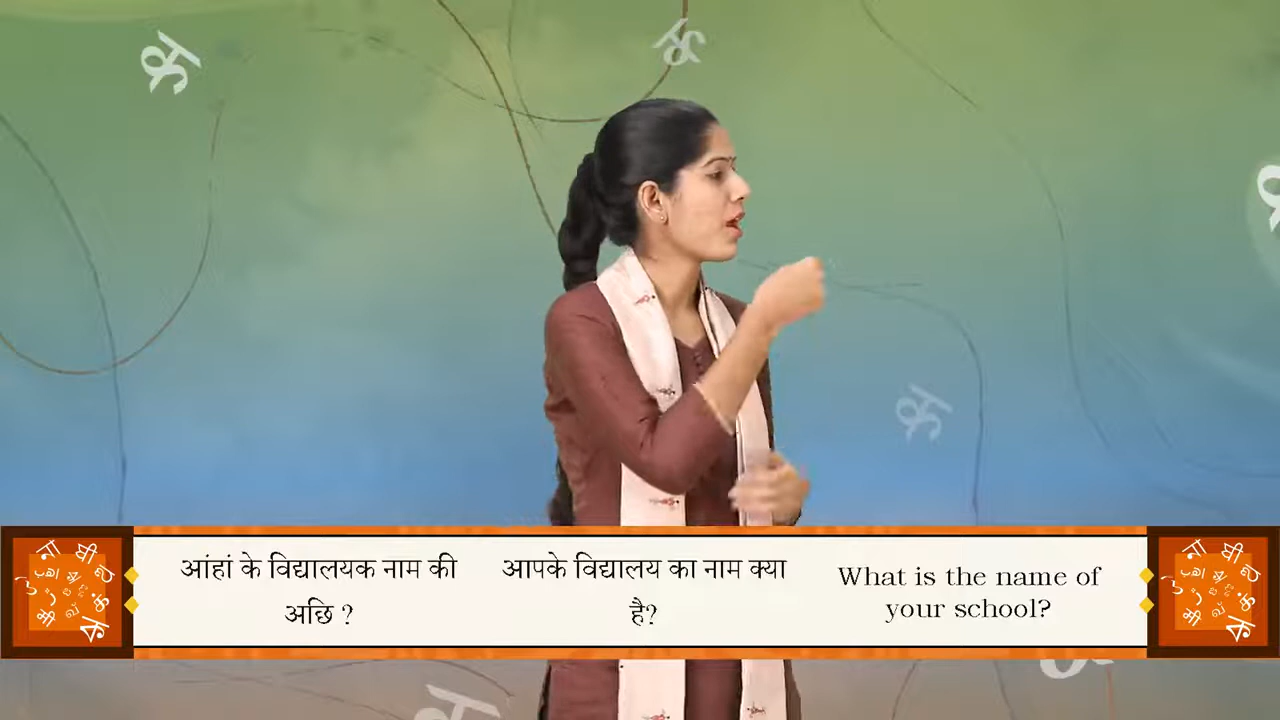 आंहां के विद्यालयक नाम की
अछि ?
आपके विद्यालय का नाम क्या
है?
What is the name of
your school?